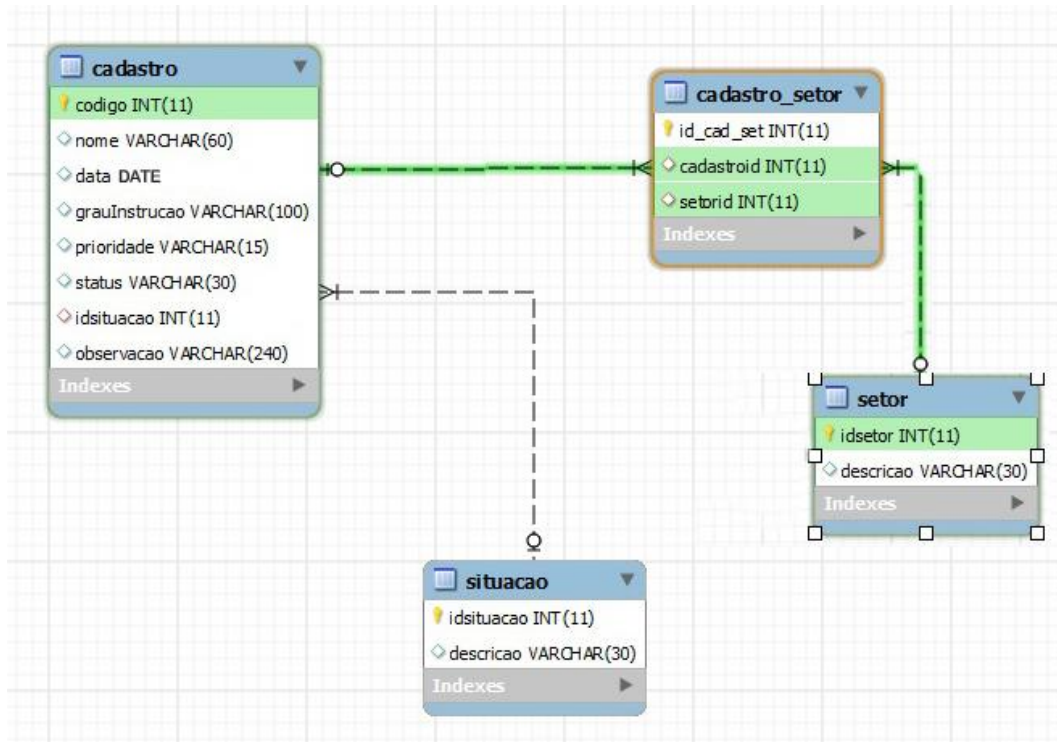 cadastro
codigo INT(11)
nome VARCHAR(60)
data DATE
grauInstrucao VARCHAR(100)
prioridade VARCHAR(15)
status VARCHAR(30)
idsituacao INT(11)
observacao VARCHAR(240)
Indexes
cadastro_setor
id_cad_set INT(11)
cadastroid INT(11)
setorid INT(11)
Indexes
setor
idsetor INT(11)
descricao VARCHAR(30)
Indexes
situacao
idsituacao INT(11)
descricao VARCHAR(30)
Indexes